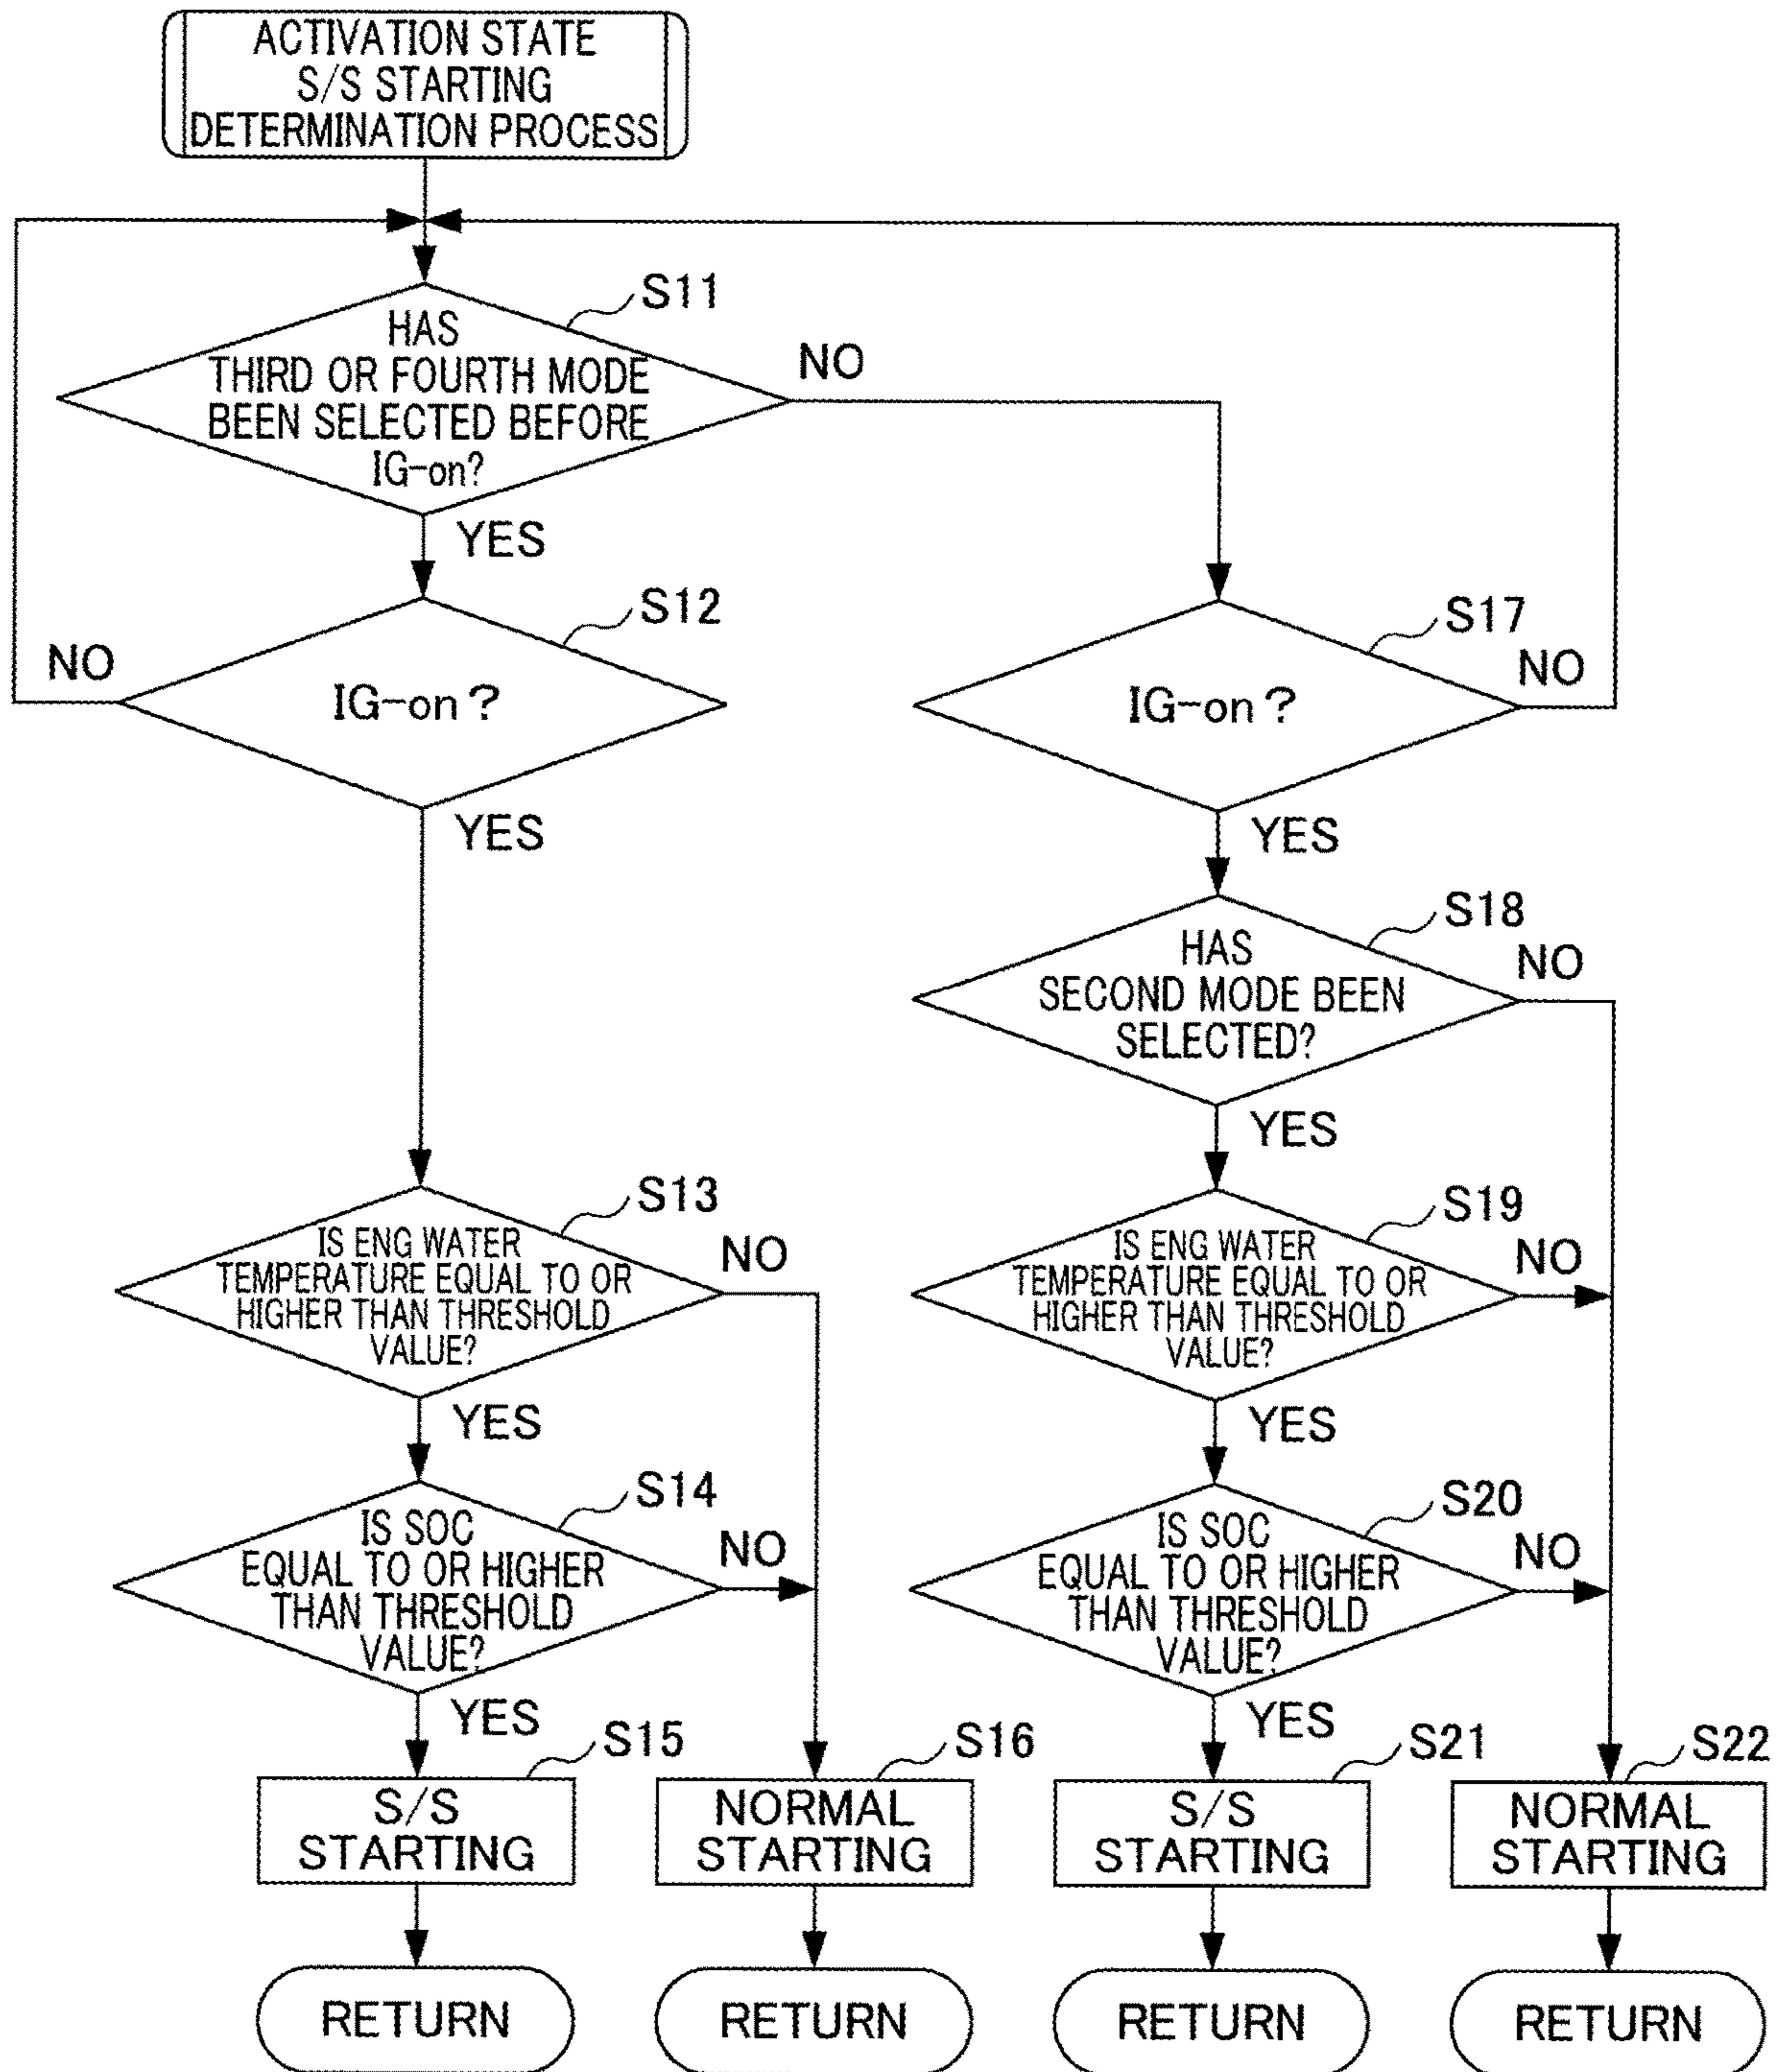 ACTIVATION STATE
S/S STARTING
DETERMINATION PROCESS
S11
HAS
THIRD OR FOURTH MODE
BEEN SELECTED BEFORE
IG-on?
NO
YES
S12
IG-on?
NO
YES
S17
IG-on?
NO
YES
S18
HAS
SECOND MODE BEEN
SELECTED?
NO
YES
S13
IS ENG WATER
TEMPERATURE EQUAL TO OR
HIGHER THAN THRESHOLD
VALUE?
NO
YES
S19
IS ENG WATER
TEMPERATURE EQUAL TO OR
HIGHER THAN THRESHOLD
VALUE?
NO
YES
S14
IS SOC
EQUAL TO OR HIGHER
THAN THRESHOLD
VALUE?
NO
YES
S20
IS SOC
EQUAL TO OR HIGHER
THAN THRESHOLD
VALUE?
NO
YES
S15
S/S
STARTING
S16
NORMAL
STARTING
S21
S/S
STARTING
S22
NORMAL
STARTING
RETURN
RETURN
RETURN
RETURN